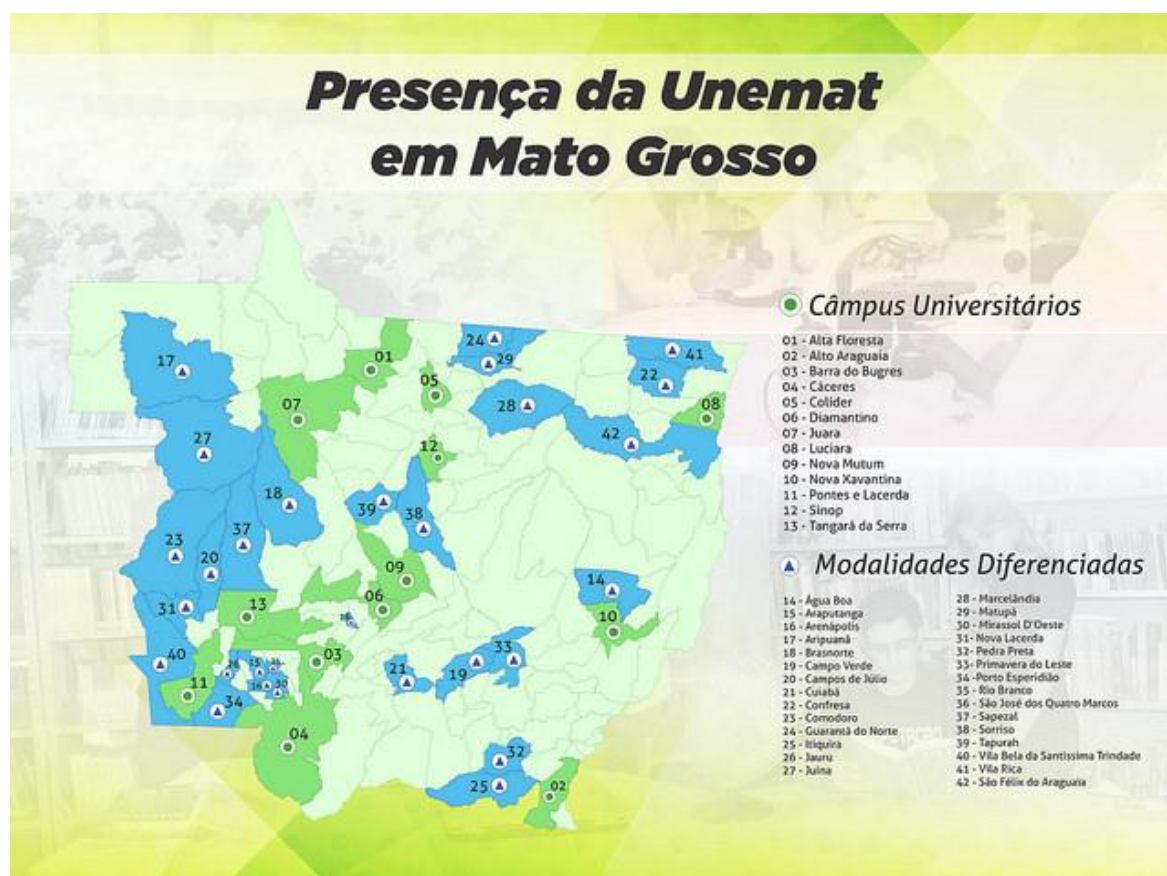 Presença da Unemat
em Mato Grosso
Câmpus Universitários
01 - Alta Floresta
02 - Alto Araguaia
03 - Barra do Bugres
04 - Cáceres
05 - Colíder
06 - Diamantino
07 - Juara
08 - Luciara
09 - Nova Mutum
10 - Nova Xavantina
11 - Pontes e Lacerda
12 - Sinop
13 - Tangará da Serra
Modalidades Diferenciadas
14 - Água Boa
15 - Araputanga
16 - Arenápolis
17 - Aripuanã
18 - Brasnorte
19 - Campo Verde
20 - Campos de Júlio
21 - Cuiabá
22 - Confresa
23 - Comodoro
24 - Guarantã do Norte
25 - Itiquira
26 - Jauru
27 - Juína
28 - Marcelândia
29 - Matupá
30 - Mirassol D'Oeste
31 - Nova Lacerda
32 - Pedra Preta
33 - Primavera do Leste
34 - Porto Esperidião
35 - Rio Branco
36 - São José dos Quatro Marcos
37 - Sapezal
38 - Sorriso
39 - Tapurah
40 - Vila Bela da Santissima Trindade
41 - Vila Rica
42 - São Félix do Araguaia
01
24
29
41
17
05
22
07
28
08
27
12
42
18
39
38
23
37
20
09
14
31
13
06
10
40
03
21
19
33
11
34
04
32
25
02